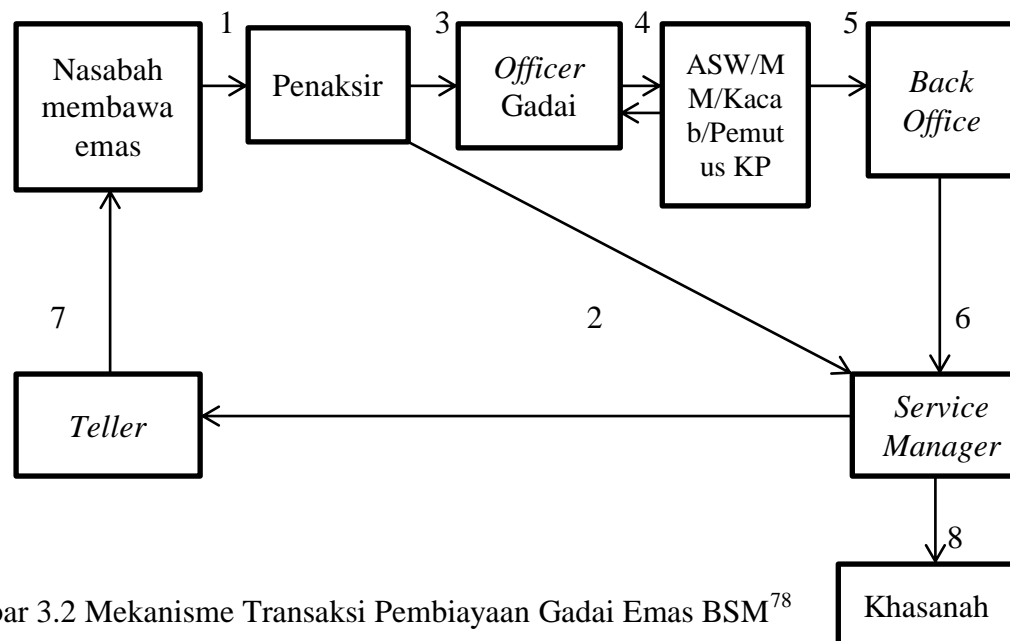 1
3
4
5
Nasabah
membawa
emas
Penaksir
Officer
Gadai
ASW/M
M/Kaca
b/Pemut
us KP
Back
Office
7
2
6
Teller
Service
Manager
8
bar 3.2 Mekanisme Transaksi Pembiayaan Gadai Emas BSM78
Khasanah